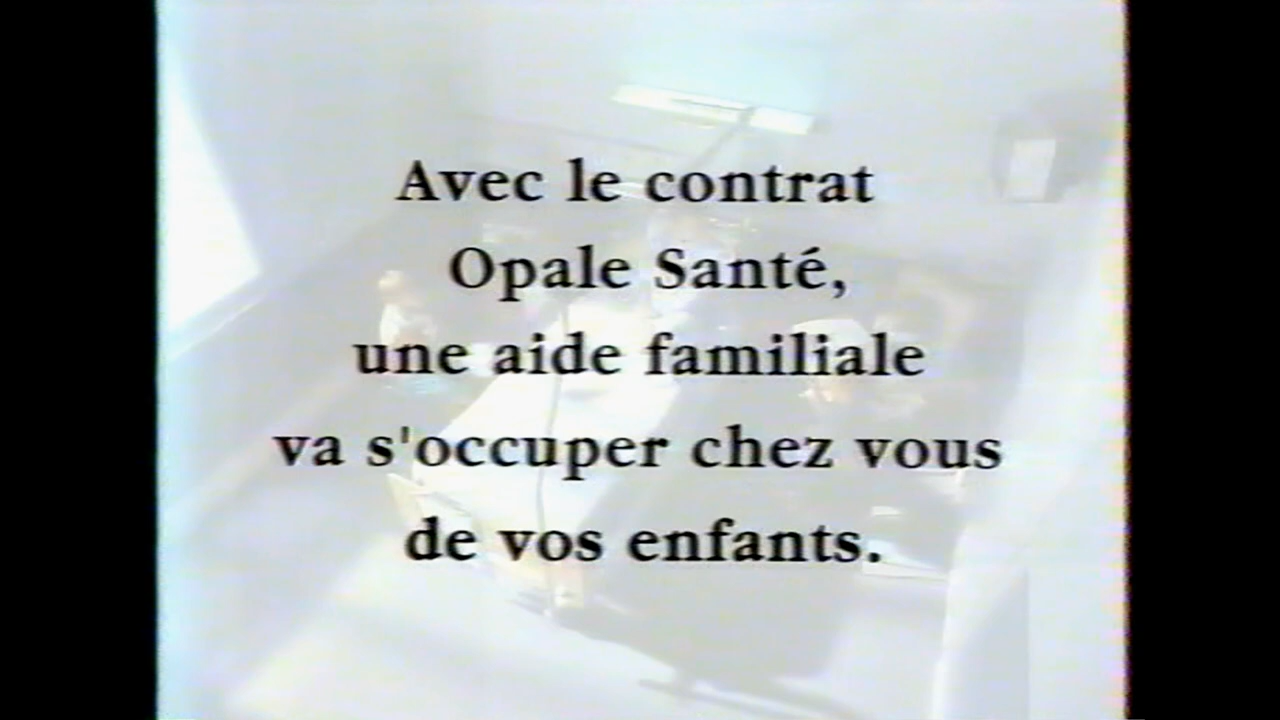 Avec le contrat
Opale Santé,
une aide familiale
va s'occuper chez vous
de vos enfants.